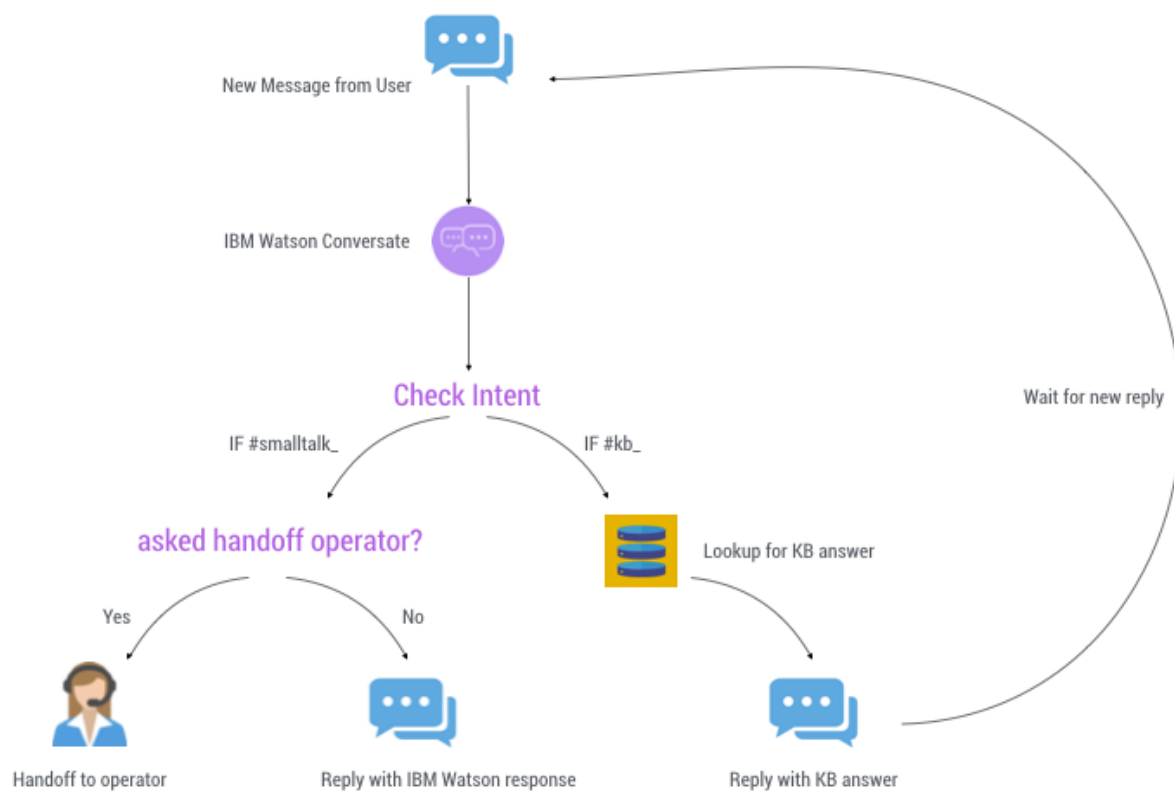 New Message from User
IBM Watson Conversate
Check Intent
Wait for new reply
IF #smalltalk_
IF #kb_
asked handoff operator?
Lookup for KB answer
Yes
No
Handoff to operator
Reply with IBM Watson response
Reply with KB answer